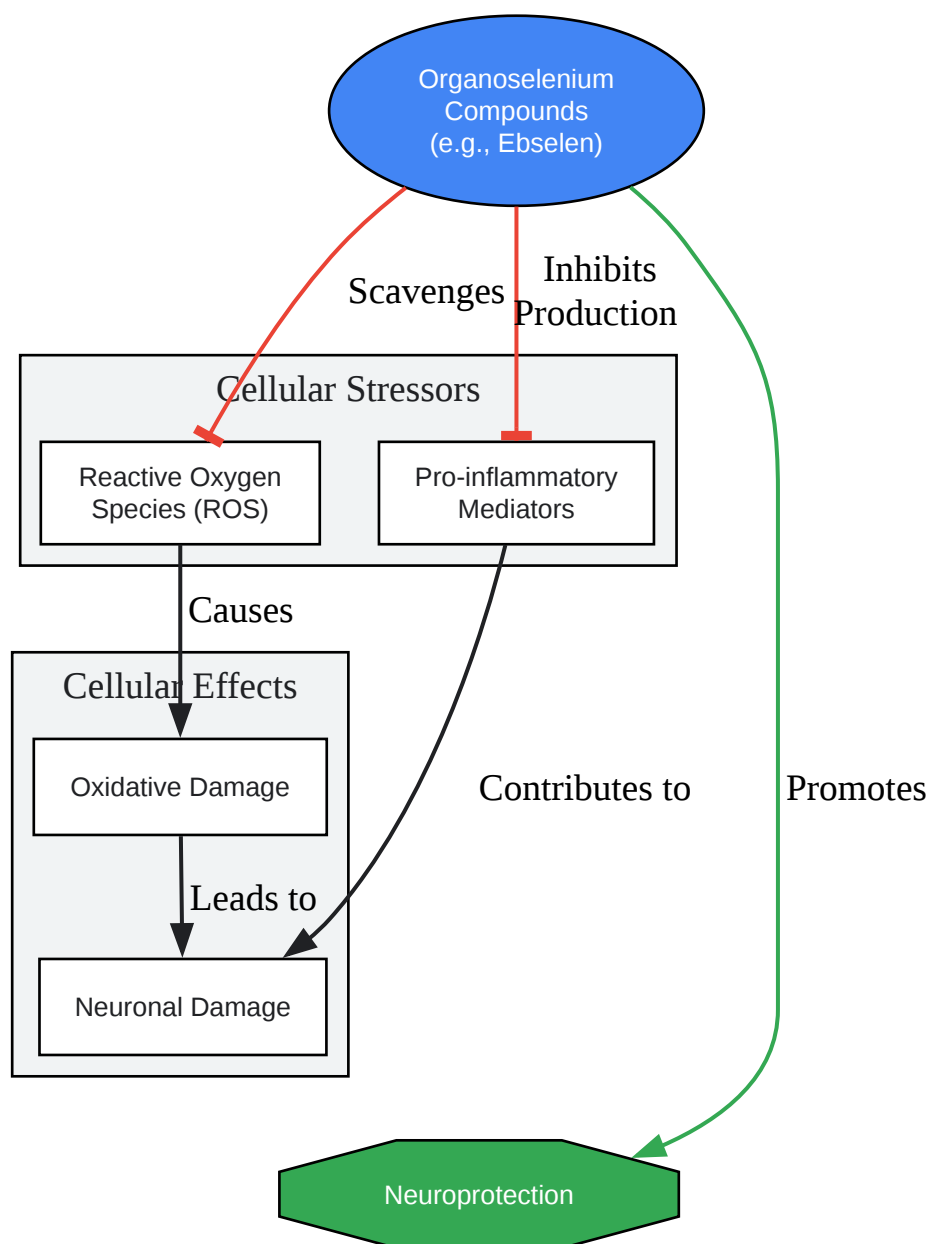 Organoselenium
Compounds
(e.g., Ebselen)
Scavenges
Inhibits
Production
Cellular Stressors
Reactive Oxygen
Species (ROS)
Pro-inflammatory
Mediators
Causes
Cellular Effects
Oxidative Damage
Contributes to
Promotes
Leads to
Neuronal Damage
Neuroprotection